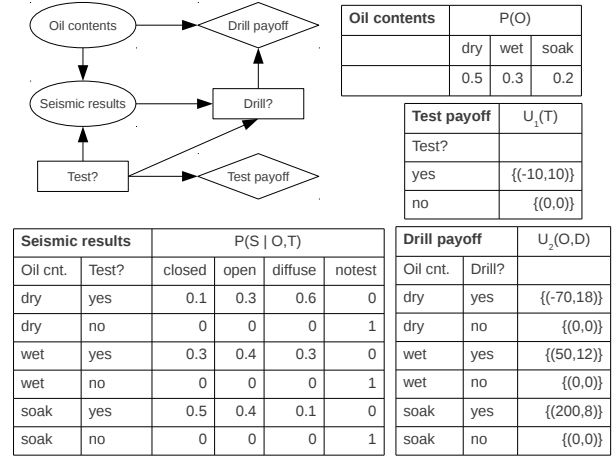 Oil contents
Drill payoff
Seismic results
Drill?
Test?
Test payoff
Oil contents P(O)
dry wet soak
0.5 0.3 0.2
Test payoff U1(T)
Test?
yes {(-10,10)}
no {(0,0)}
Seismic results P(S | O,T)
Oil cnt. Test? closed open diffuse notest
dry yes 0.1 0.3 0.6 0
dry no 0 0 0 1
wet yes 0.3 0.4 0.3 0
wet no 0 0 0 1
soak yes 0.5 0.4 0.1 0
soak no 0 0 0 1
Drill payoff U2(O,D)
Oil cnt. Drill?
dry yes {(-70,18)}
dry no {(0,0)}
wet yes {(50,12)}
wet no {(0,0)}
soak yes {(200,8)}
soak no {(0,0)}